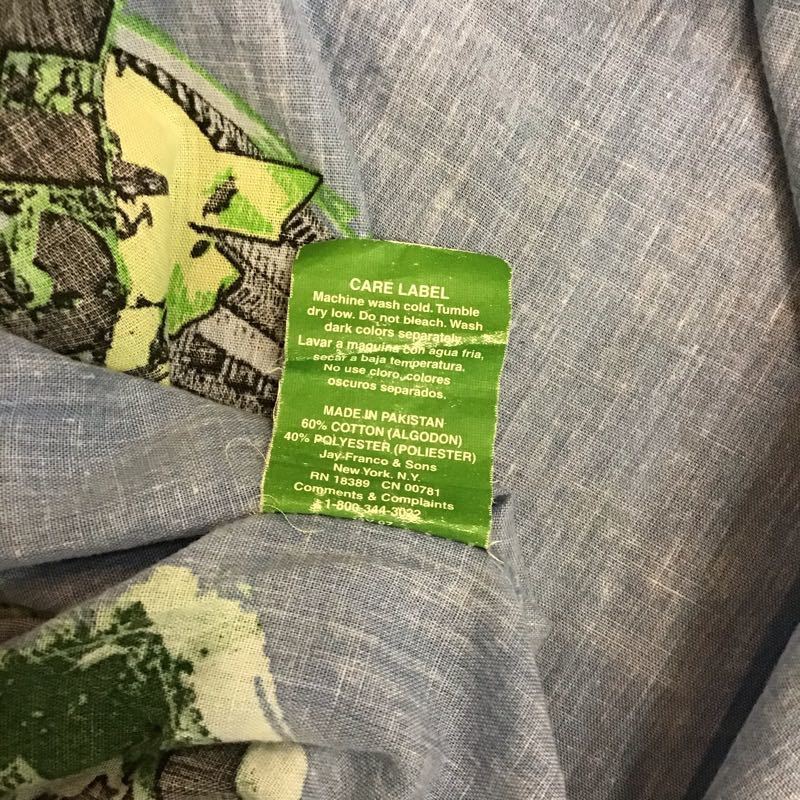 CARE LABEL
Machine wash cold. Tumble
dry low. Do not bleach. Wash
dark colors separately.
Lavar a maquina con agua fria,
secar a baja temperatura.
No use cloro, colores
oscuros separados.
MADE IN PAKISTAN
60% COTTON (ALGODON)
40% POLYESTER (POLIESTER)
Jay Franco & Sons
New York. N.Y.
RN 18389 CN 00781
Comments & Complaints
1-800-344-3022